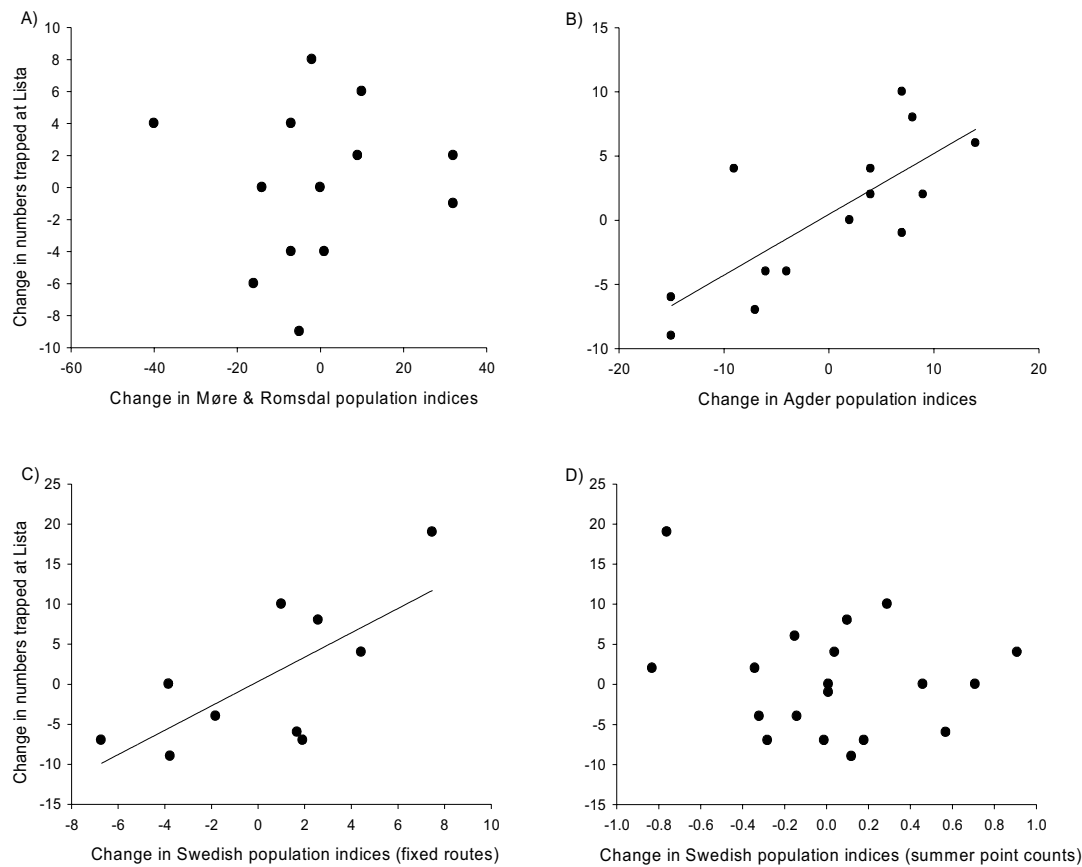 A)
10
8
6
4
2
0
-2
-4
-6
-8
-10
Change in numbers trapped at Lista
-60 -40 -20 0 20 40
Change in Møre & Romsdal population indices
B)
15
10
5
0
-5
-10
-20 -10 0 10 20
Change in Agder population indices
C)
25
20
15
10
5
0
-5
-10
-15
Change in numbers trapped at Lista
-8 -6 -4 -2 0 2 4 6 8 10
Change in Swedish population indices (fixed routes)
D)
25
20
15
10
5
0
-5
-10
-15
-1.0 -0.8 -0.6 -0.4 -0.2 0.0 0.2 0.4 0.6 0.8 1.0
Change in Swedish population indices (summer point counts)